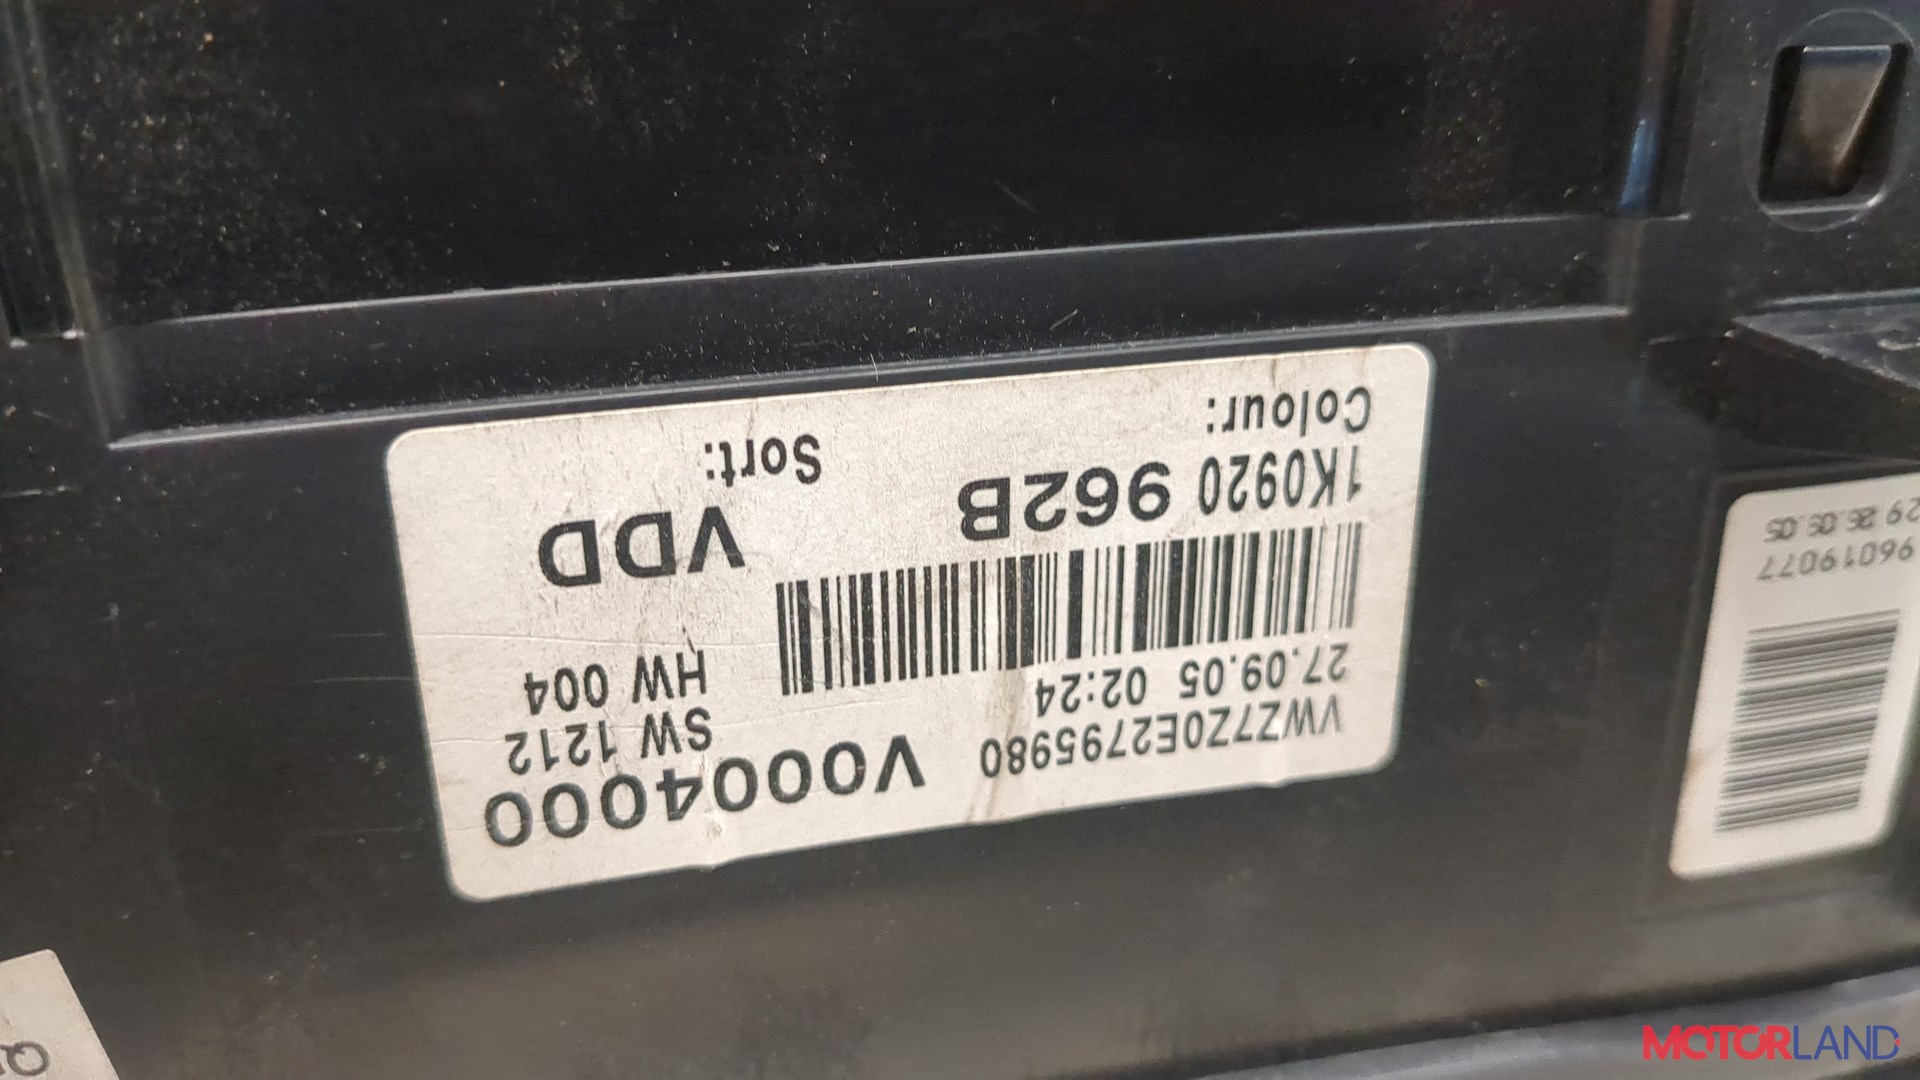 Colour:
Sort:
1K0920 962B
VDD
27.09.05 02:24
HW 004
VWZ7Z0E2795980
SW 1212
V0004000
29 26.09.05
96019077
MOTORLAND